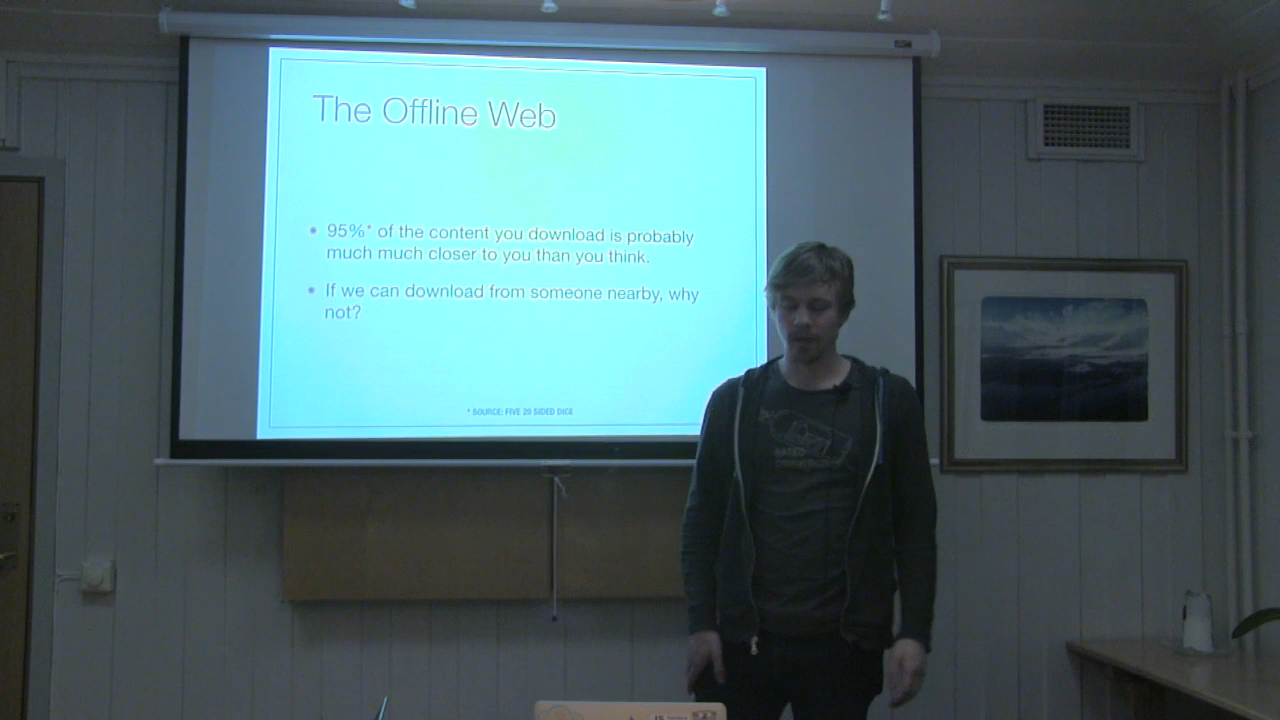 The Offline Web
• 95%* of the content you download is probably
much much closer to you than you think.
• If we can download from someone nearby, why
not?
* SOURCE: FIVE 20 SIDED DICE
JS